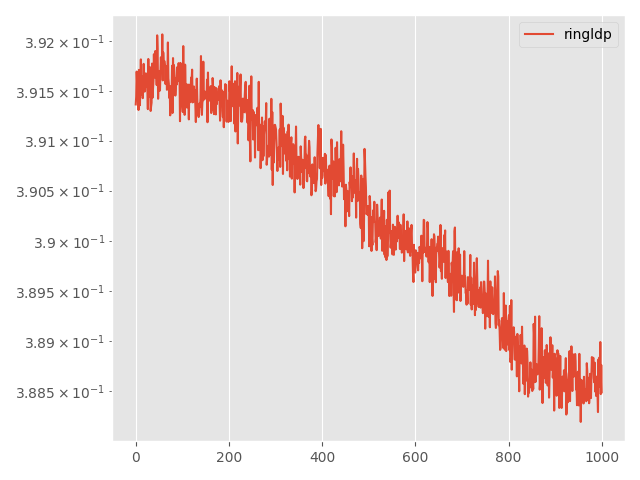 ringldp
3.92 × 10⁻¹
3.915 × 10⁻¹
3.91 × 10⁻¹
3.905 × 10⁻¹
3.9 × 10⁻¹
3.895 × 10⁻¹
3.89 × 10⁻¹
3.885 × 10⁻¹
0 200 400 600 800 1000